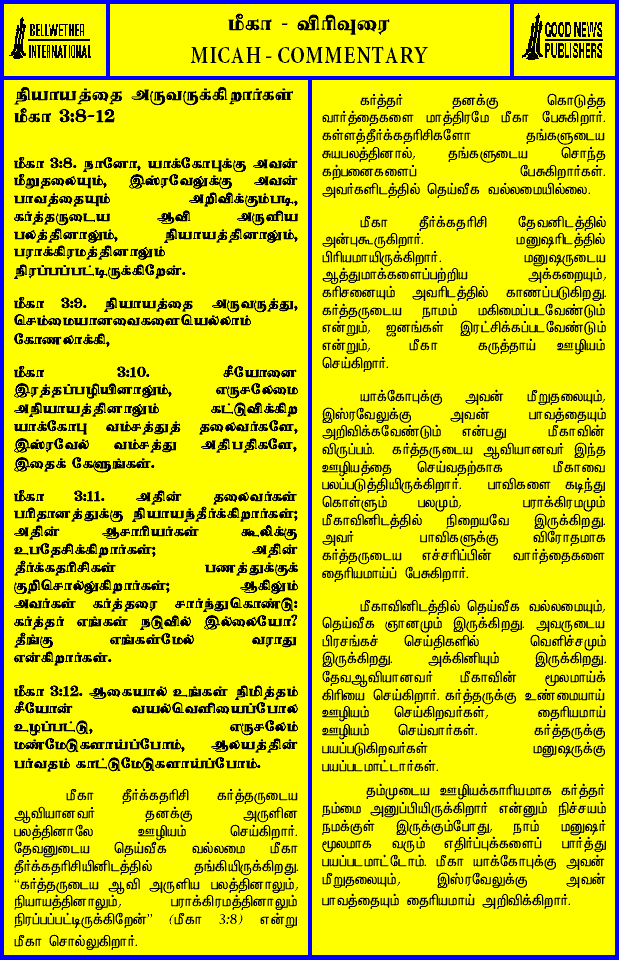 BELLWETHER
INTERNATIONAL
மீகா - விரிவுரை
MICAH - COMMENTARY
GOOD NEWS
PUBLISHERS
நியாயத்தை அருவருக்கிறார்கள்
மீகா 3:8-12
மீகா 3:8. நானோ, யாக்கோபுக்கு அவன்
மீறுதலையும், இஸ்ரவேலுக்கு அவன்
பாவத்தையும் அறிவிக்கும்படி,
கர்த்தருடைய ஆவி அருளிய
பலத்தினாலும், நியாயத்தினாலும்,
பராக்கிரமத்தினாலும்
நிரப்பப்பட்டிருக்கிறேன்.
மீகா 3:9. நியாயத்தை அருவருத்து,
செம்மையானவைகளையெல்லாம்
கோணலாக்கி,
மீகா 3:10. சீயோனை
இரத்தப்பழியினாலும், எருசலேமை
அநியாயத்தினாலும் கட்டுவிக்கிற
யாக்கோபு வம்சத்துத் தலைவர்களே,
இஸ்ரவேல் வம்சத்து அதிபதிகளே,
இதைக் கேளுங்கள்.
மீகா 3:11. அதின் தலைவர்கள்
பரிதானத்துக்கு நியாயந்தீர்க்கிறார்கள்;
அதின் ஆசாரியர்கள் கூலிக்கு
உபதேசிக்கிறார்கள்; அதின்
தீர்க்கதரிசிகள் பணத்துக்குக்
குறிசொல்லுகிறார்கள்; ஆகிலும்
அவர்கள் கர்த்தரை சார்ந்துகொண்டு:
கர்த்தர் எங்கள் நடுவில் இல்லையோ?
தீங்கு எங்கள்மேல் வராது
என்கிறார்கள்.
மீகா 3:12. ஆகையால் உங்கள் நிமித்தம்
சீயோன் வயல்வெளியைப்போல
உழப்பட்டு, எருசலேம்
மண்மேடுகளாய்ப்போம், ஆலயத்தின்
பர்வதம் காட்டுமேடுகளாய்ப்போம்.
மீகா தீர்க்கதரிசி கர்த்தருடைய
ஆவியானவர் தனக்கு அருளின
பலத்தினாலே ஊழியம் செய்கிறார்.
தேவனுடைய தெய்வீக வல்லமை மீகா
தீர்க்கதரிசியினிடத்தில் தங்கியிருக்கிறது.
“கர்த்தருடைய ஆவி அருளிய பலத்தினாலும்,
நியாயத்தினாலும், பராக்கிரமத்தினாலும்
நிரப்பப்பட்டிருக்கிறேன்” (மீகா 3:8) என்று
மீகா சொல்லுகிறார்.
கர்த்தர் தனக்கு கொடுத்த
வார்த்தைகளை மாத்திரமே மீகா பேசுகிறார்.
கள்ளத்தீர்க்கதரிசிகளோ தங்களுடைய
சுயபலத்தினால், தங்களுடைய சொந்த
கற்பனைகளைப் பேசுகிறார்கள்.
அவர்களிடத்தில் தெய்வீக வல்லமையில்லை.
மீகா தீர்க்கதரிசி தேவனிடத்தில்
அன்புகூருகிறார். மனுஷரிடத்தில்
பிரியமாயிருக்கிறார். மனுஷருடைய
ஆத்துமாக்களைப்பற்றிய அக்கறையும்,
கரிசனையும் அவரிடத்தில் காணப்படுகிறது.
கர்த்தருடைய நாமம் மகிமைப்படவேண்டும்
என்றும், ஜனங்கள் இரட்சிக்கப்படவேண்டும்
என்றும், மீகா கருத்தாய் ஊழியம்
செய்கிறார்.
யாக்கோபுக்கு அவன் மீறுதலையும்,
இஸ்ரவேலுக்கு அவன் பாவத்தையும்
அறிவிக்கவேண்டும் என்பது மீகாவின்
விருப்பம். கர்த்தருடைய ஆவியானவர் இந்த
ஊழியத்தை செய்வதற்காக மீகாவை
பலப்படுத்தியிருக்கிறார். பாவிகளை கடிந்து
கொள்ளும் பலமும், பராக்கிரமமும்
மீகாவினிடத்தில் நிறையவே இருக்கிறது.
அவர் பாவிகளுக்கு விரோதமாக
கர்த்தருடைய எச்சரிப்பின் வார்த்தைகளை
தைரியமாய்ப் பேசுகிறார்.
மீகாவினிடத்தில் தெய்வீக வல்லமையும்,
தெய்வீக ஞானமும் இருக்கிறது. அவருடைய
பிரசங்கச் செய்திகளில் வெளிச்சமும்
இருக்கிறது. அக்கினியும் இருக்கிறது.
தேவஆவியானவர் மீகாவின் மூலமாய்க்
கிரியை செய்கிறார். கர்த்தருக்கு உண்மையாய்
ஊழியம் செய்கிறவர்கள், தைரியமாய்
ஊழியம் செய்வார்கள். கர்த்தருக்கு
பயப்படுகிறவர்கள் மனுஷருக்கு
பயப்படமாட்டார்கள்.
தம்முடைய ஊழியக்காரியமாக கர்த்தர்
நம்மை அனுப்பியிருக்கிறார் என்னும் நிச்சயம்
நமக்குள் இருக்கும்போது, நாம் மனுஷர்
மூலமாக வரும் எதிர்ப்புக்களைப் பார்த்து
பயப்படமாட்டோம். மீகா யாக்கோபுக்கு அவன்
மீறுதலையும், இஸ்ரவேலுக்கு அவன்
பாவத்தையும் தைரியமாய் அறிவிக்கிறார்.